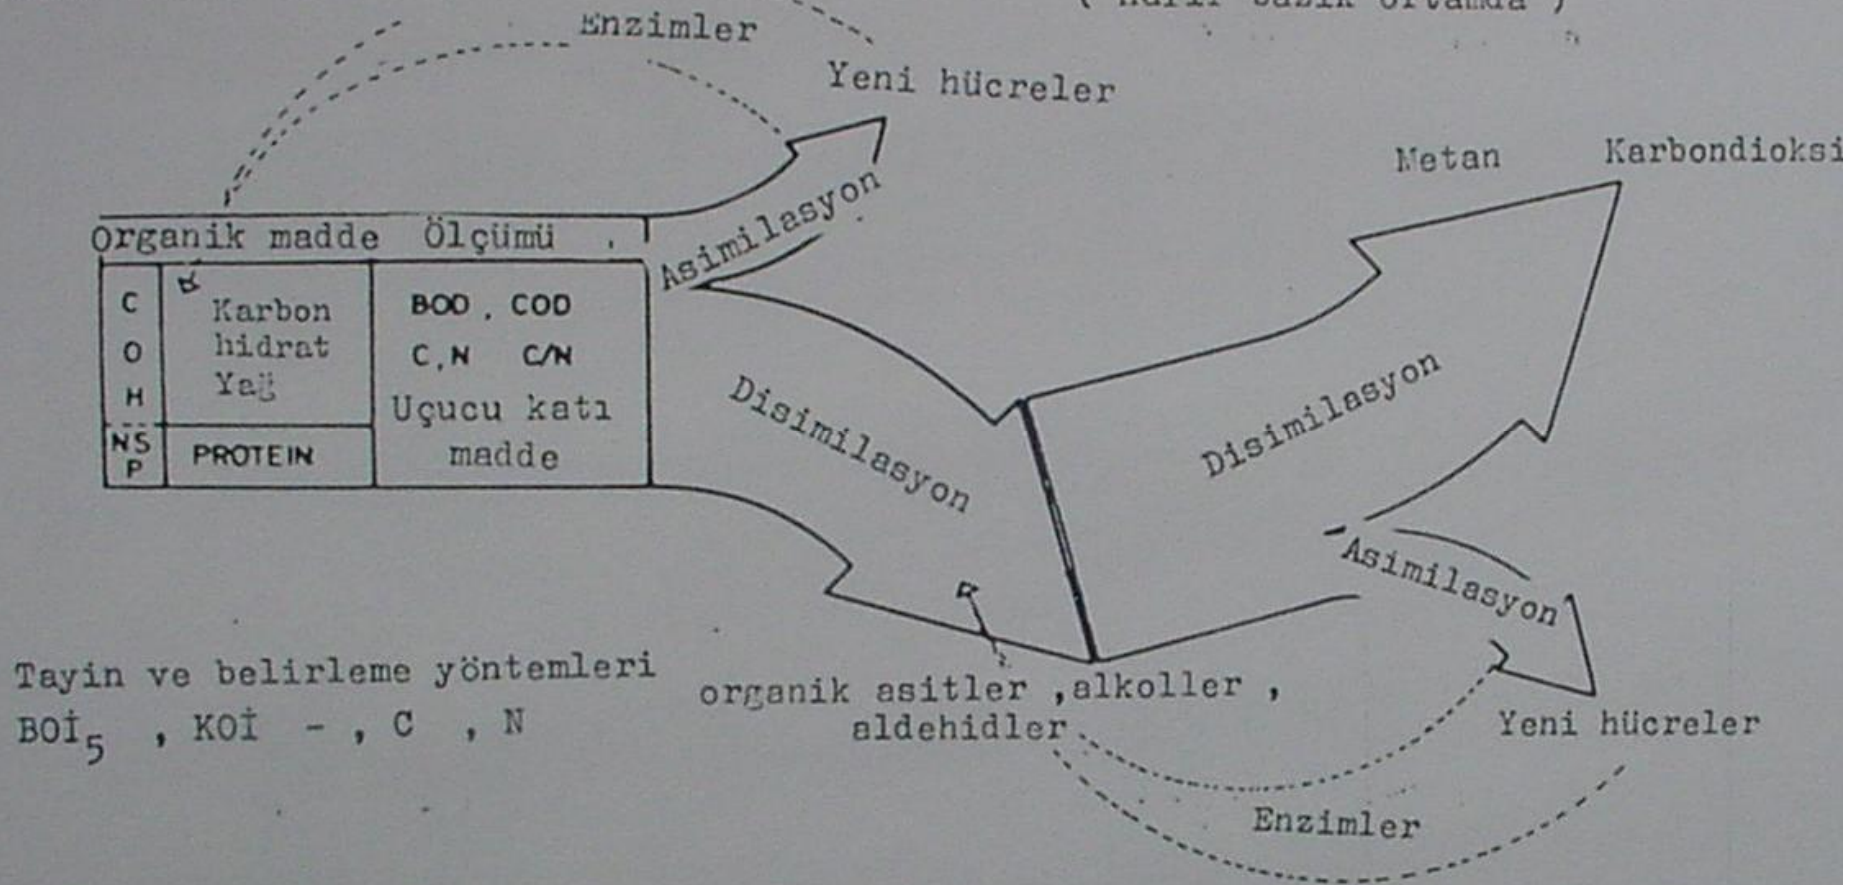 Enzimler
Yeni hücreler
Metan
Karbondioksi
organik madde Ölçümü
Asimilasyon
C
O
H
NS
P
Karbon
hidrat
Yağ
PROTEIN
BOD , COD
C,N C/N
Uçucu katı
madde
Disimilasyon
Disimilasyon
Asimilasyon
Tayin ve belirleme yöntemleri
BOİ5 , KOİ - , C , N
organik asitler ,alkoller ,
aldehidler
Yeni hücreler
Enzimler